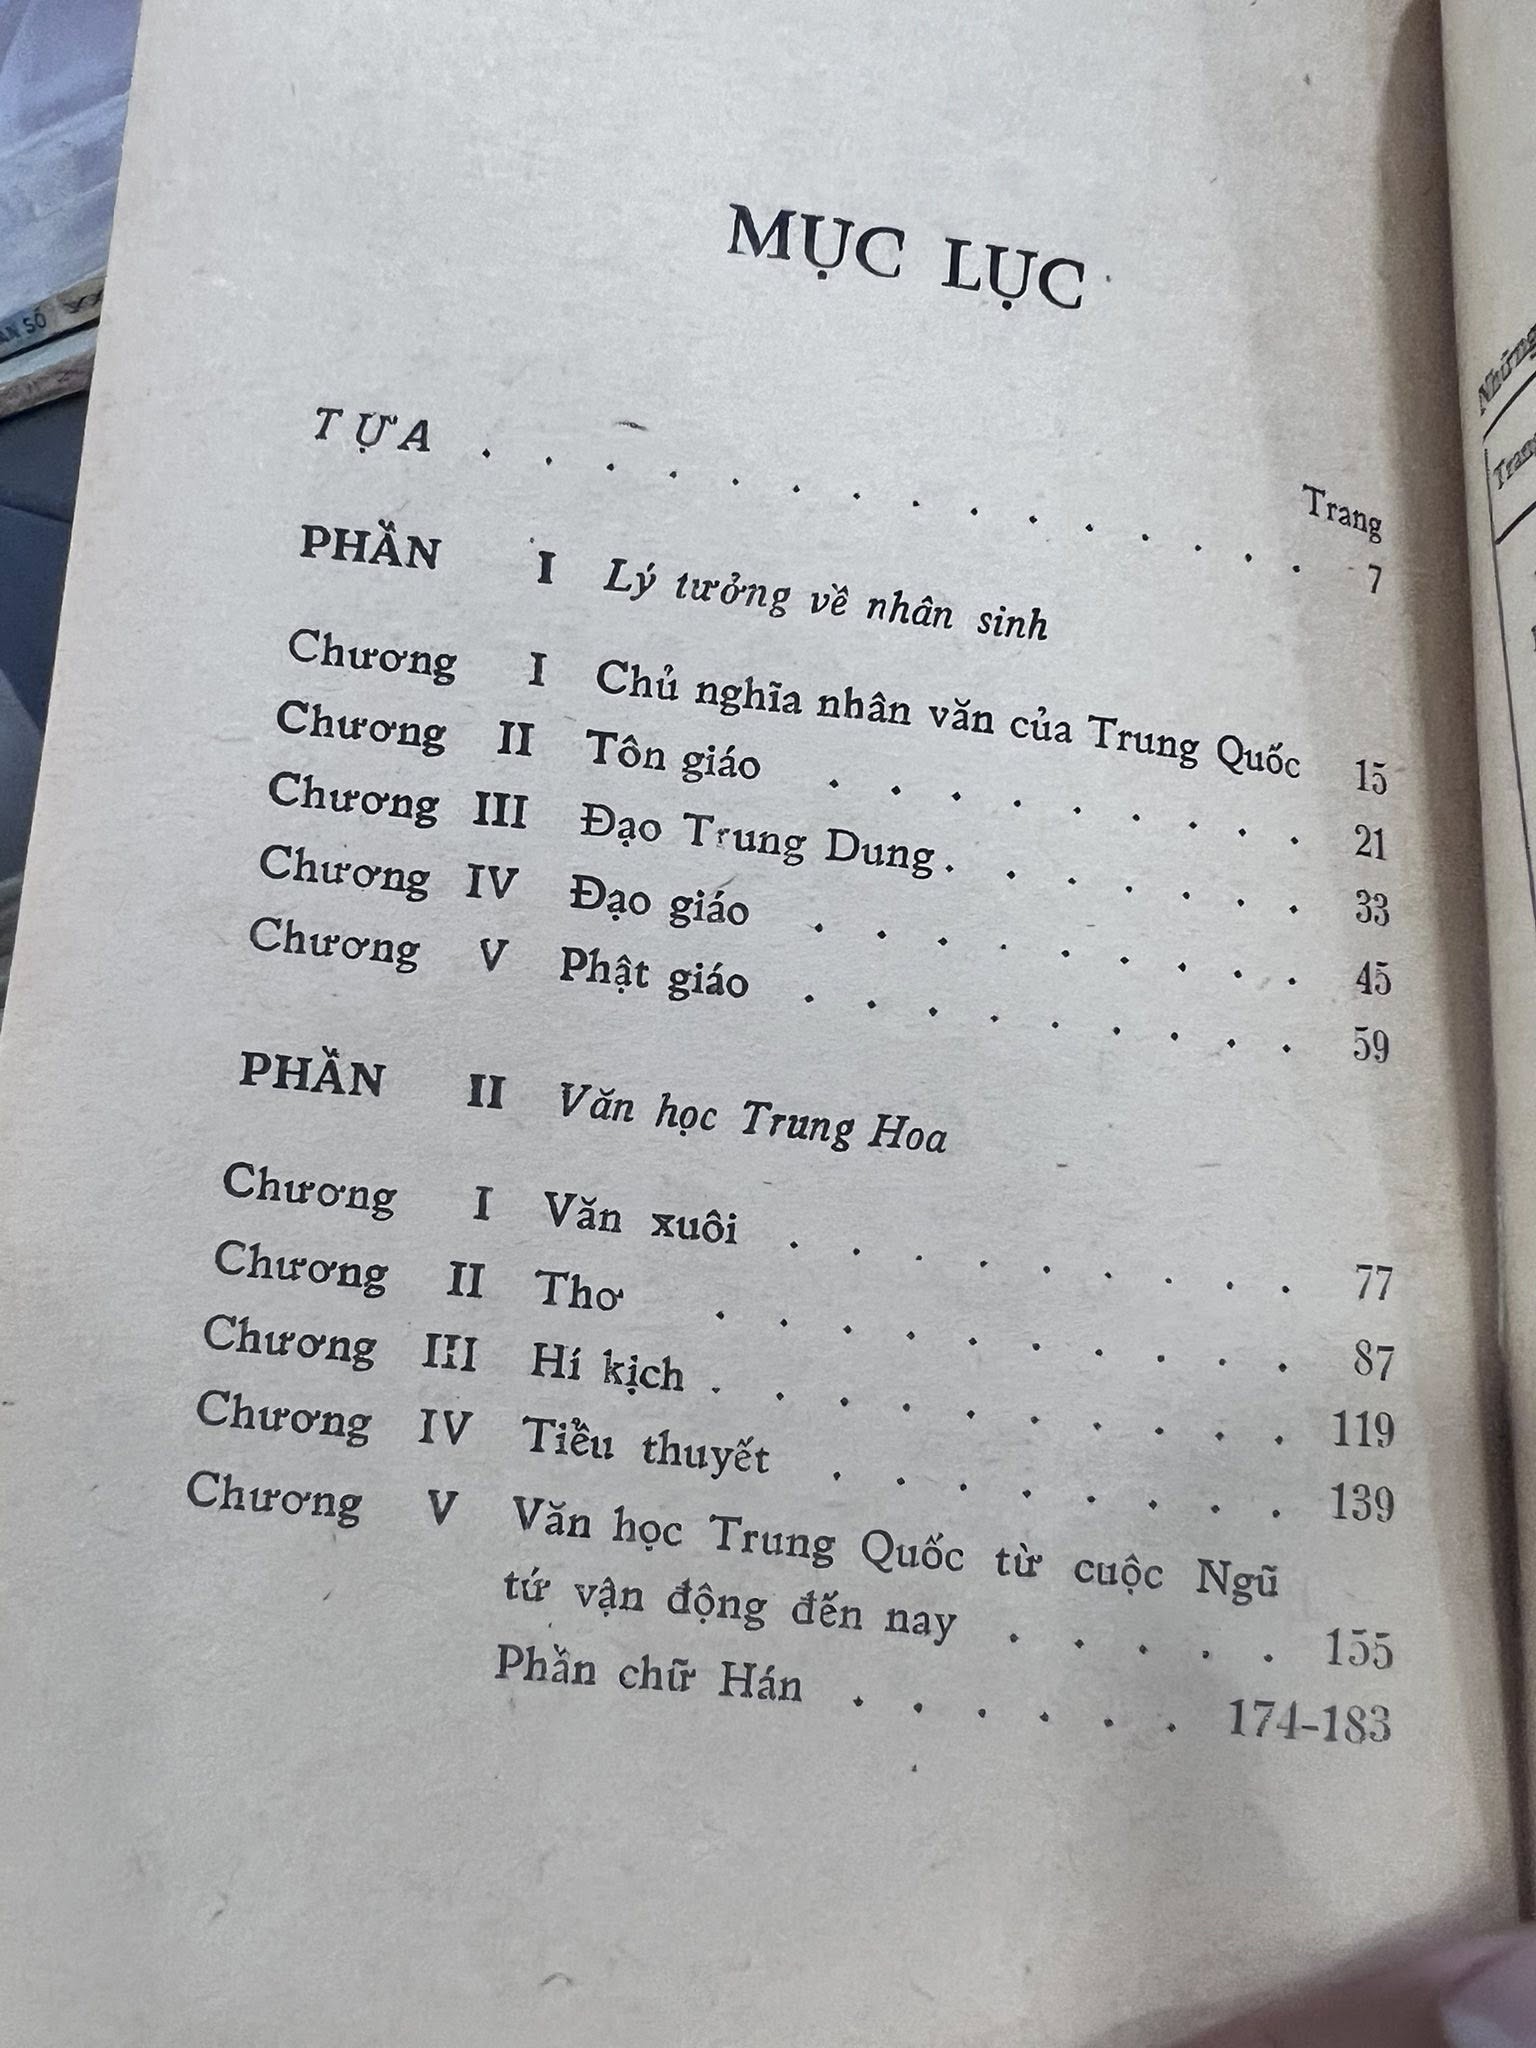 MỤC LỤC
TỰA . . . . . . . . . . . . . . .
Trang
7
PHẦN I Lý tưởng về nhân sinh
Chương I Chủ nghĩa nhân văn của Trung Quốc 15
Chương II Tôn giáo . . . . . . . . . 21
Chương III Đạo Trung Dung . . . . . . . 33
Chương IV Đạo giáo . . . . . . . . . 45
Chương V Phật giáo . . . . . . . . . 59
PHẦN II Văn học Trung Hoa
Chương I Văn xuôi . . . . . . . . . 77
Chương II Thơ . . . . . . . . . . 87
Chương III Hí kịch . . . . . . . . . . 119
Chương IV Tiểu thuyết . . . . . . . . 139
Chương V Văn học Trung Quốc từ cuộc Ngũ
tứ vận động đến nay . . . . . 155
Phần chữ Hán . . . . . . 174-183
Những
Trang